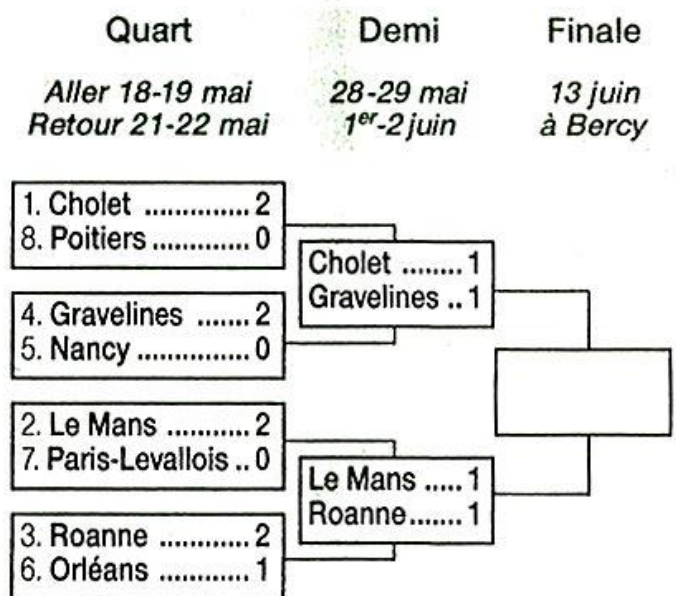 Quart
Aller 18-19 mai
Retour 21-22 mai
Demi
28-29 mai
1er-2 juin
Finale
13 juin
à Bercy
1. Cholet .............. 2
8. Poitiers ............. 0
4. Gravelines ....... 2
5. Nancy ............... 0
2. Le Mans ........... 2
7. Paris-Levallois .. 0
3. Roanne ............ 2
6. Orléans ............ 1
Cholet ........ 1
Gravelines .. 1
Le Mans ..... 1
Roanne....... 1